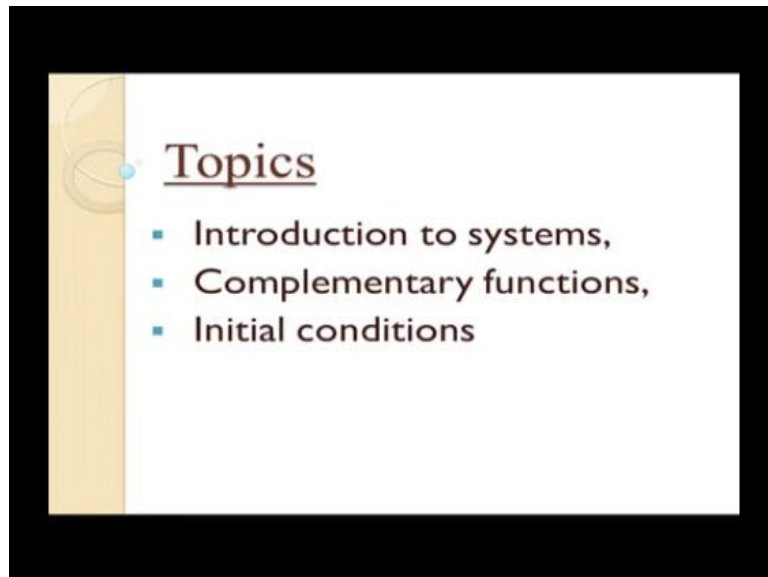 Topics
Introduction to systems,
Complementary functions,
Initial conditions